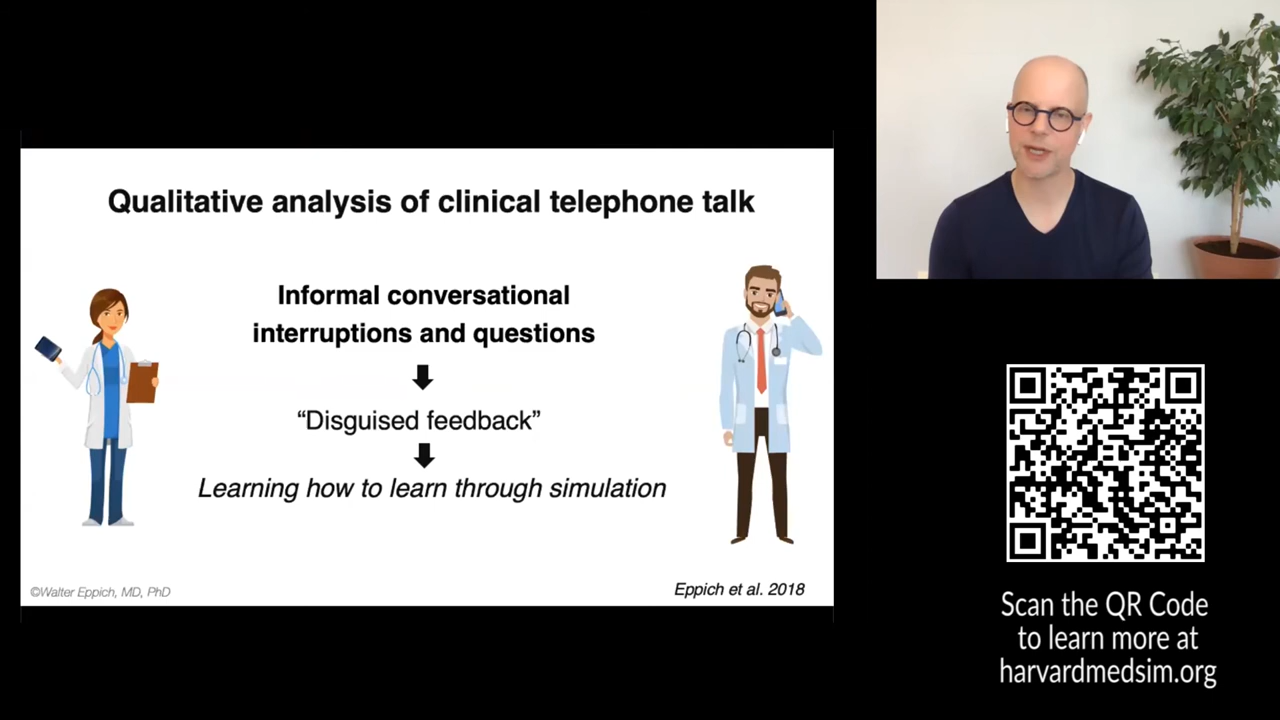 Qualitative analysis of clinical telephone talk
Informal conversational
interruptions and questions
“Disguised feedback”
Learning how to learn through simulation
©Walter Eppich, MD, PhD
Eppich et al. 2018
Scan the QR Code
to learn more at
harvardmedsim.org